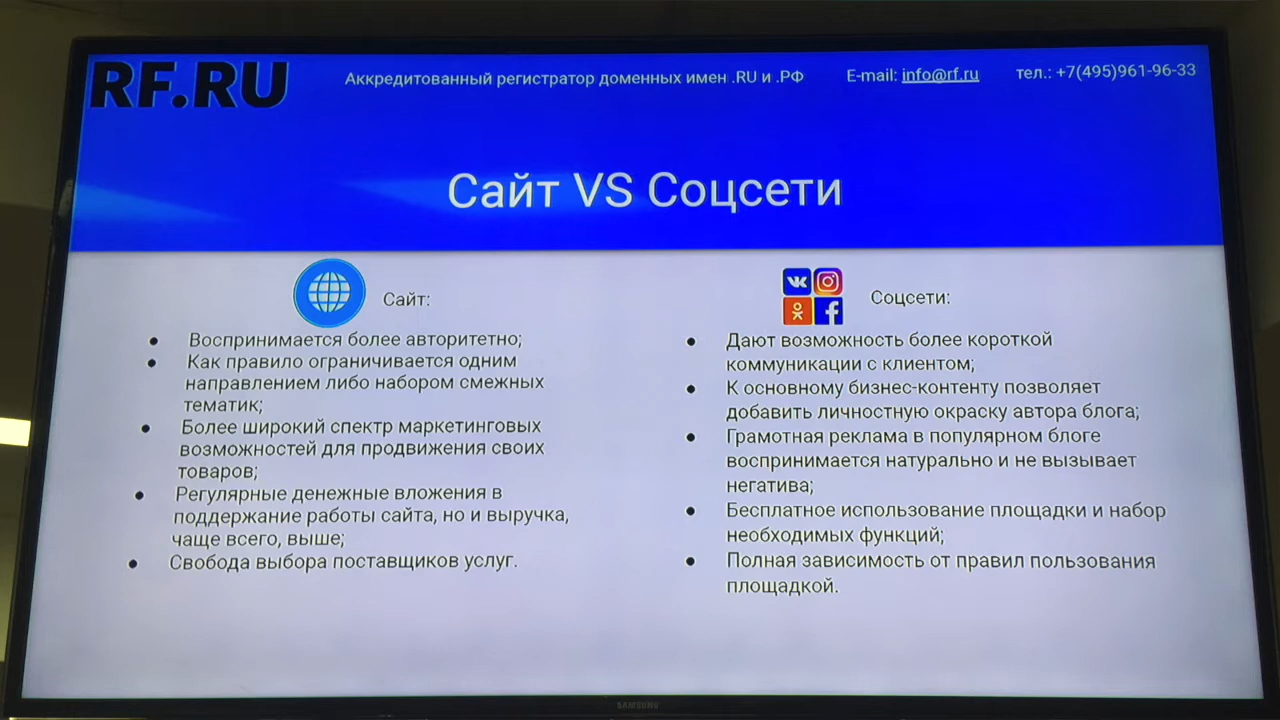 RF.RU
Аккредитованный регистратор доменных имен .RU и .РФ
E-mail: info@rf.ru
тел.: +7(495)961-96-33
Сайт VS Соцсети
Сайт:
• Воспринимается более авторитетно;
• Как правило ограничивается одним
направлением либо набором смежных
тематик;
• Более широкий спектр маркетинговых
возможностей для продвижения своих
товаров;
• Регулярные денежные вложения в
поддержание работы сайта, но и выручка,
чаще всего, выше;
• Свобода выбора поставщиков услуг.
Соцсети:
• Дают возможность более короткой
коммуникации с клиентом;
• К основному бизнес-контенту позволяет
добавить личностную окраску автора блога;
• Грамотная реклама в популярном блоге
воспринимается натурально и не вызывает
негатива;
• Бесплатное использование площадки и набор
необходимых функций;
• Полная зависимость от правил пользования
площадкой.
SAMSUNG